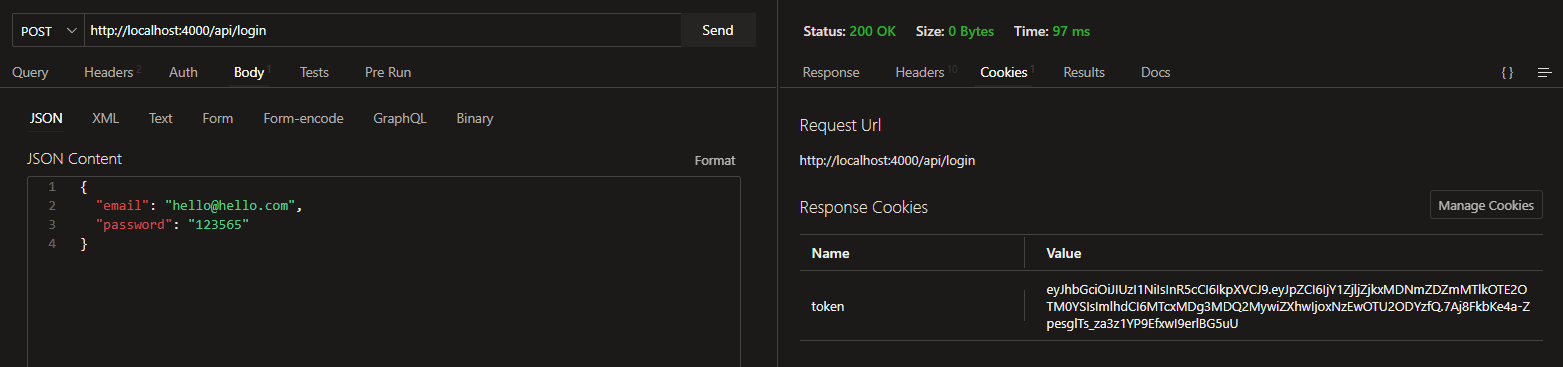 POST http://localhost:4000/api/login Send
Query Headers 2 Auth Body 1 Tests Pre Run
JSON XML Text Form Form-encode GraphQL Binary
JSON Content Format
1 {
2 "email": "hello@hello.com",
3 "password": "123565"
4 }
Status: 200 OK Size: 0 Bytes Time: 97 ms
Response Headers 10 Cookies 1 Results Docs { }
Request Url
http://localhost:4000/api/login
Response Cookies Manage Cookies
Name Value
token
eyJhbGciOiJIUzI1NiIsInR5cCI6IkpXVCJ9.eyJpZCI6IjY1ZjljZjkxMDNmZDZmMTlkOTE2O
TM0YSIsImlhdCI6MTcxMDg3MDQ2MywiZXhwIjoxNzEwOTU2ODYzfQ.7Aj8FkbKe4a-Z
pesglTs_za3z1YP9EfxwI9erlBG5uU